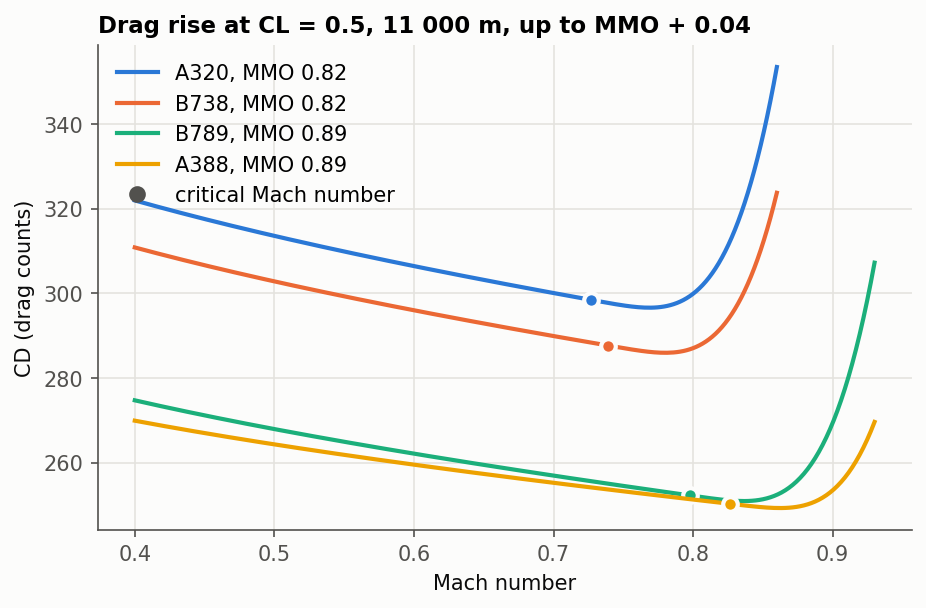 Drag rise at CL = 0.5, 11 000 m, up to MMO + 0.04
A320, MMO 0.82
B738, MMO 0.82
B789, MMO 0.89
A388, MMO 0.89
critical Mach number
CD (drag counts)
340
320
300
280
260
0.4 0.5 0.6 0.7 0.8 0.9
Mach number